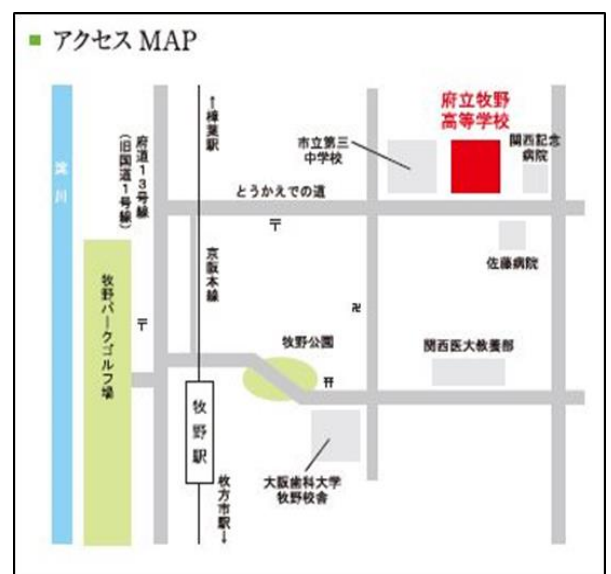 アクセス MAP
府立牧野
高等学校
関西記念
病院
市立第三
中学校
←樟葉駅
府道13号線
(旧国道1号線)
淀川
とうかえでの道
〒
佐藤病院
京阪本線
牧野パークゴルフ場
〒
卍
牧野公園
関西医大教養部
牧野駅
大阪歯科大学
牧野校舎
枚方市駅→